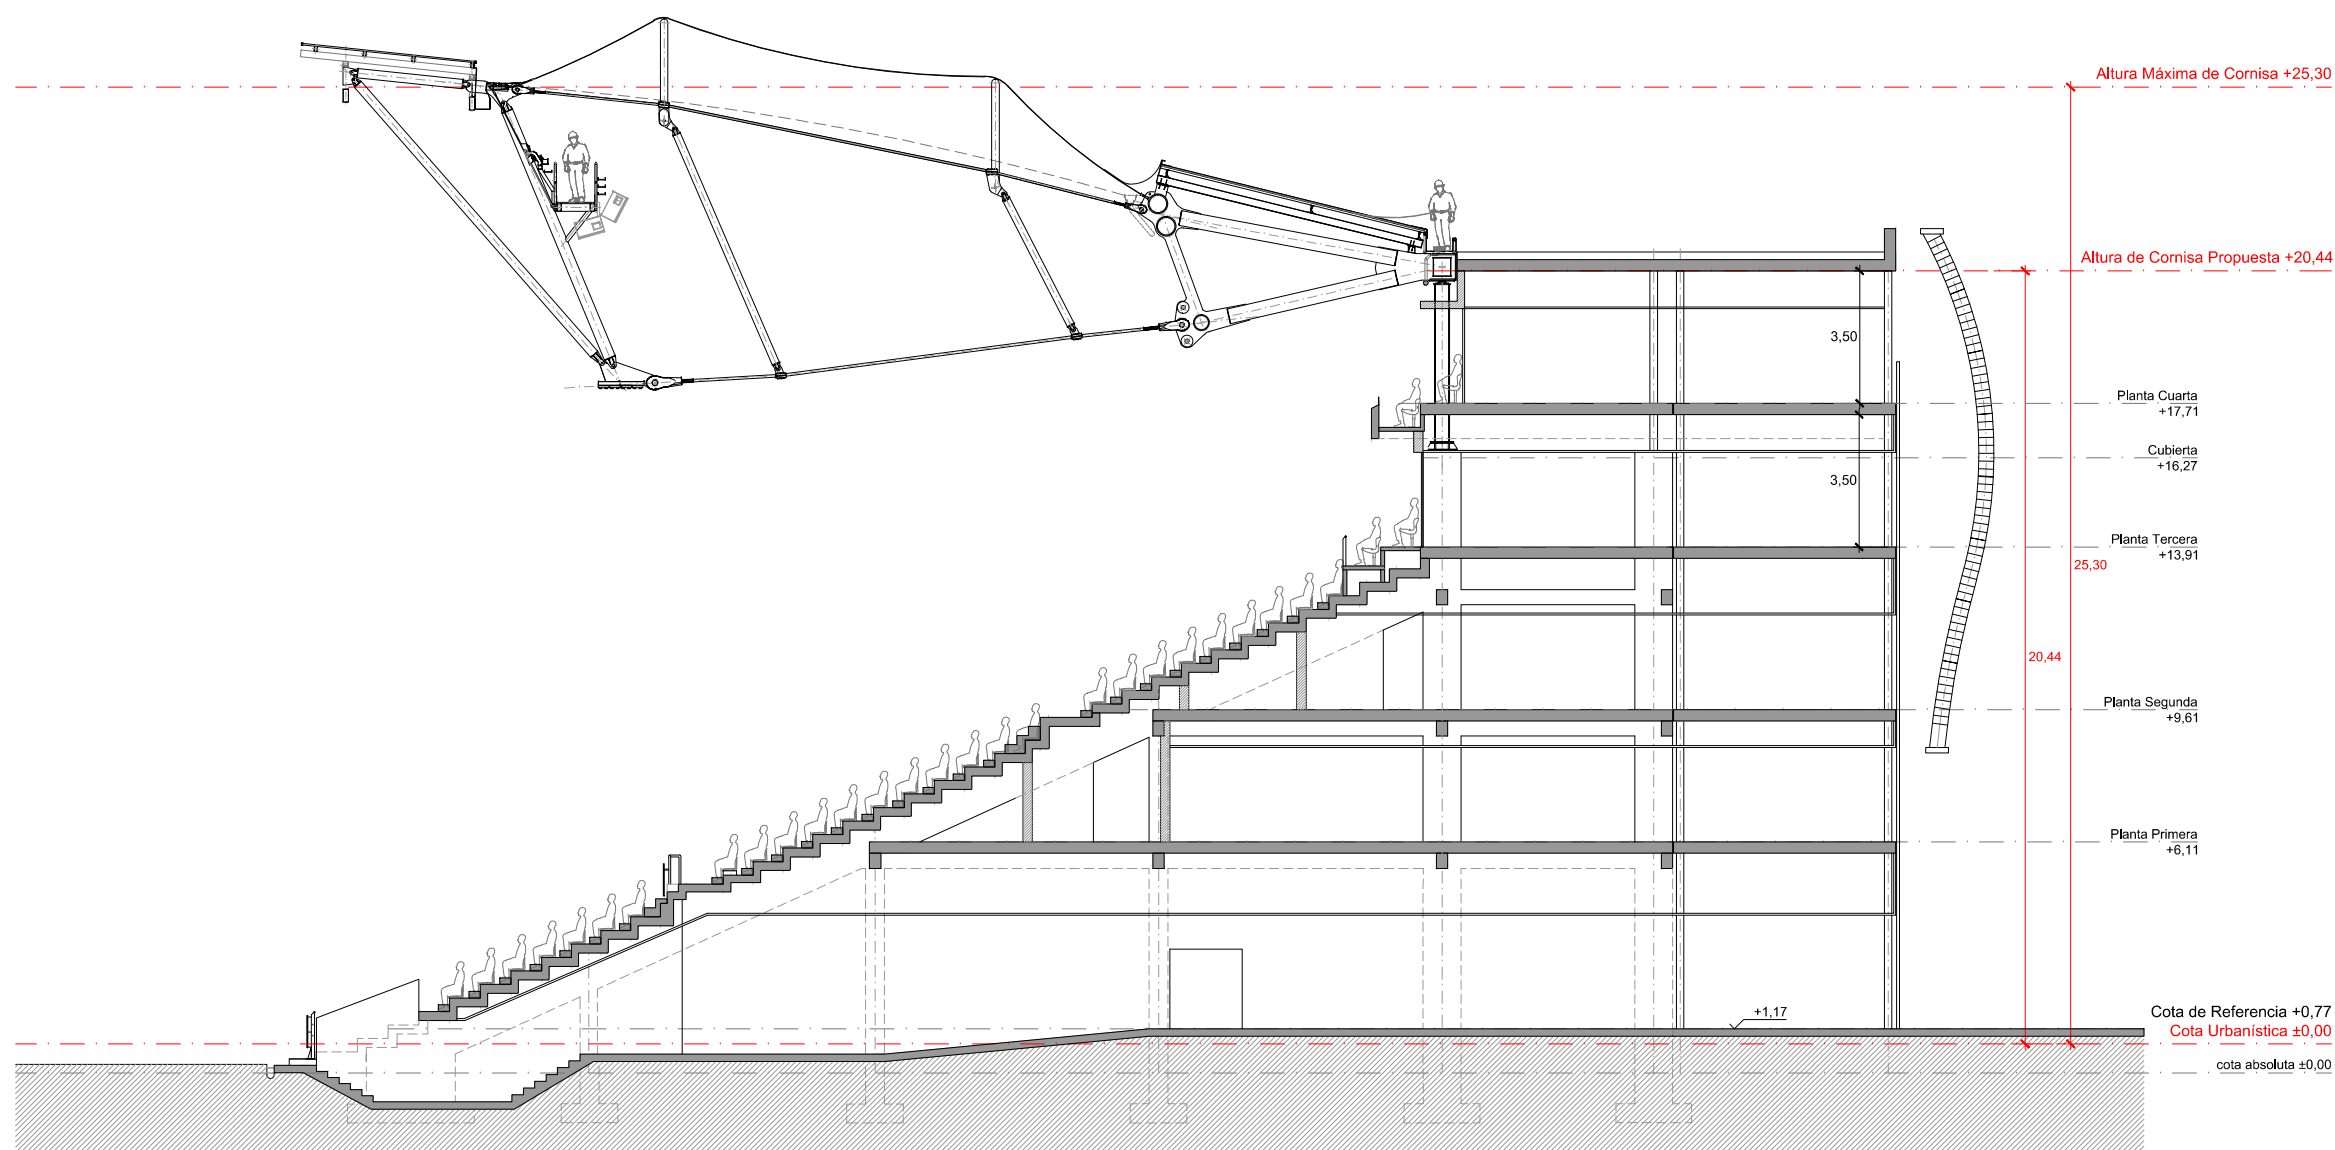 Altura Máxima de Cornisa +25,30
Altura de Cornisa Propuesta +20,44
3,50
Planta Cuarta
+17,71
Cubierta
+16,27
3,50
Planta Tercera
+13,91
25,30
20,44
Planta Segunda
+9,61
Planta Primera
+6,11
+1,17
Cota de Referencia +0,77
Cota Urbanística ±0,00
cota absoluta ±0,00